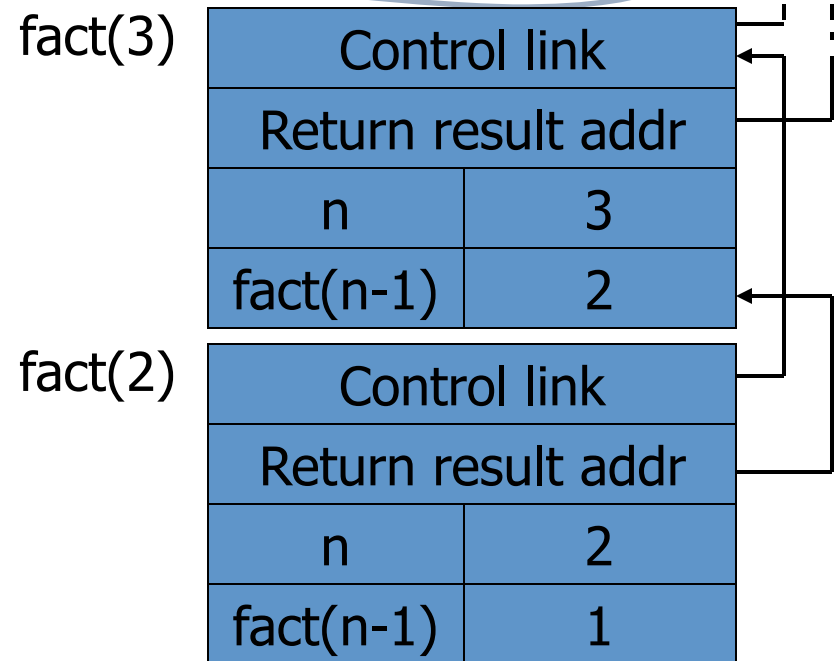 fact(3)
Control link
Return result addr
n 3
fact(n-1) 2
fact(2)
Control link
Return result addr
n 2
fact(n-1) 1